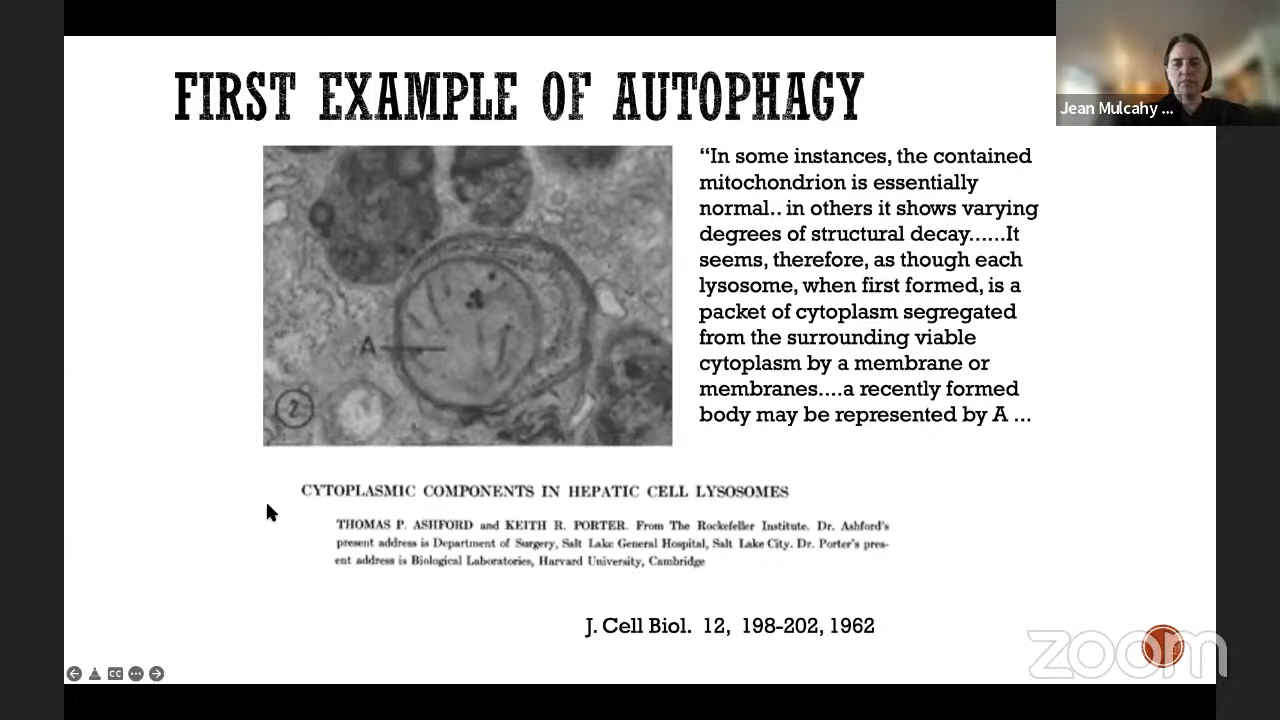 FIRST EXAMPLE OF AUTOPHAGY
Jean Mulcahy ...
“In some instances, the contained
mitochondrion is essentially
normal.. in others it shows varying
degrees of structural decay......It
seems, therefore, as though each
lysosome, when first formed, is a
packet of cytoplasm segregated
from the surrounding viable
cytoplasm by a membrane or
membranes....a recently formed
body may be represented by A ...
A
2
CYTOPLASMIC COMPONENTS IN HEPATIC CELL LYSOSOMES
THOMAS P. ASHFORD and KEITH R. PORTER. From The Rockefeller Institute. Dr. Ashford's
present address is Department of Surgery, Salt Lake General Hospital, Salt Lake City. Dr. Porter's pres-
ent address is Biological Laboratories, Harvard University, Cambridge
J. Cell Biol. 12, 198-202, 1962
zoom
CC